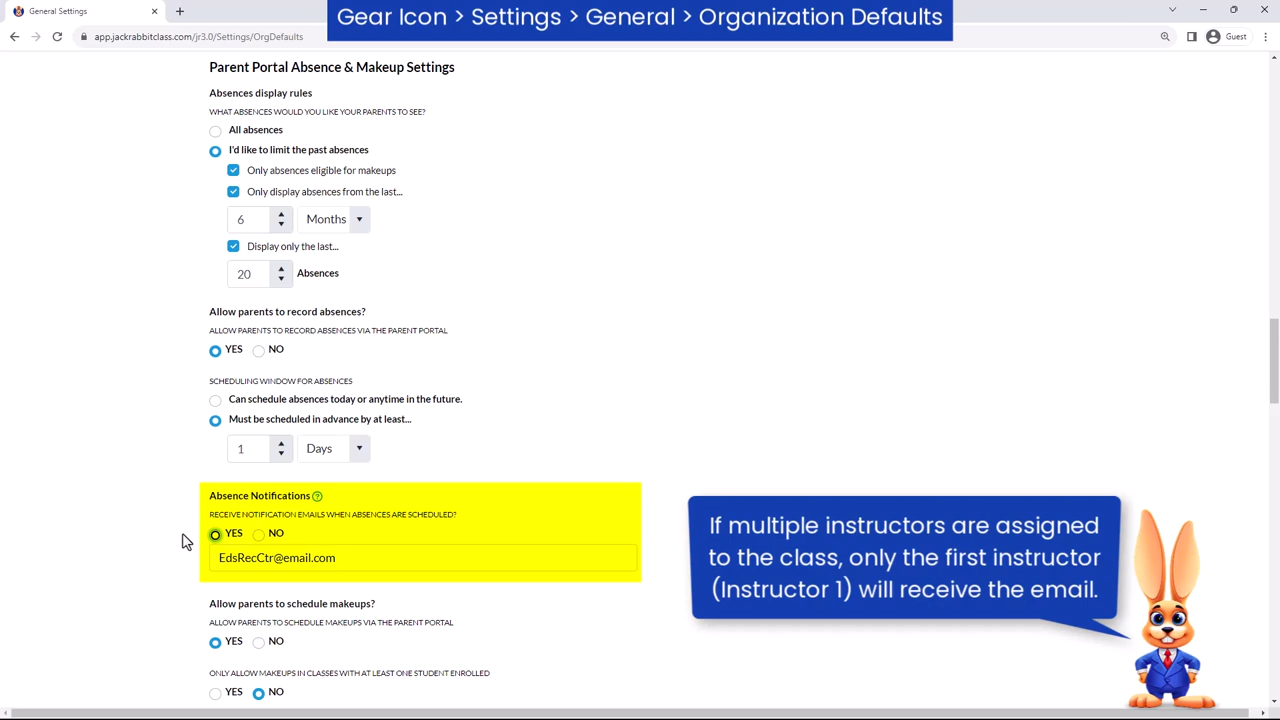 General Settings
Gear Icon > Settings > General > Organization Defaults
app.jackrabbitclass.com/jr3.0/Settings/OrgDefaults
Guest
Parent Portal Absence & Makeup Settings
Absences display rules
WHAT ABSENCES WOULD YOU LIKE YOUR PARENTS TO SEE?
All absences
I'd like to limit the past absences
Only absences eligible for makeups
Only display absences from the last...
6 Months
Display only the last...
20 Absences
Allow parents to record absences?
ALLOW PARENTS TO RECORD ABSENCES VIA THE PARENT PORTAL
YES NO
SCHEDULING WINDOW FOR ABSENCES
Can schedule absences today or anytime in the future.
Must be scheduled in advance by at least...
1 Days
Absence Notifications ?
RECEIVE NOTIFICATION EMAILS WHEN ABSENCES ARE SCHEDULED?
YES NO
EdsRecCtr@email.com
If multiple instructors are assigned
to the class, only the first instructor
(Instructor 1) will receive the email.
Allow parents to schedule makeups?
ALLOW PARENTS TO SCHEDULE MAKEUPS VIA THE PARENT PORTAL
YES NO
ONLY ALLOW MAKEUPS IN CLASSES WITH AT LEAST ONE STUDENT ENROLLED
YES NO